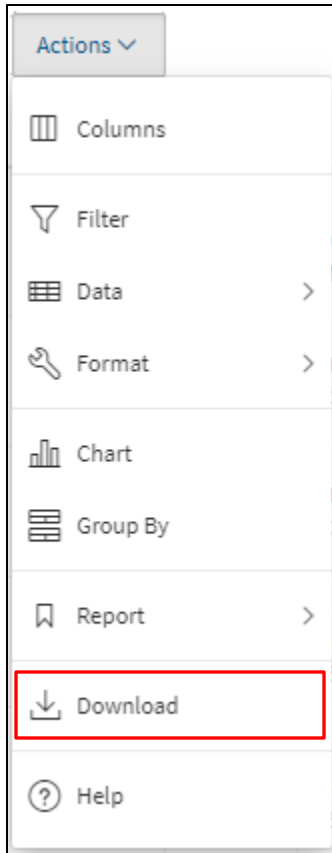 Actions
Columns
Filter
Data
Format
Chart
Group By
Report
Download
Help